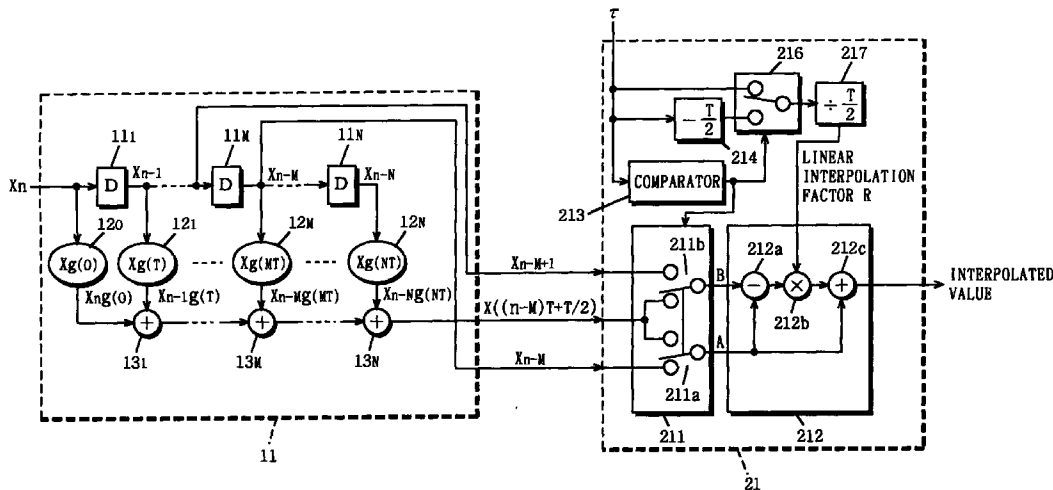 τ
216
217
÷ T/2
− T/2
214
COMPARATOR
213
LINEAR
INTERPOLATION
FACTOR R
111
11M
11N
Xn
D
Xn-1
D
Xn-M
D
Xn-N
120
121
12M
12N
Xg(0)
Xg(T)
Xg(MT)
Xg(NT)
Xng(0)
Xn-1g(T)
Xn-Mg(MT)
Xn-Ng(NT)
+
+
+
131
13M
13N
11
Xn-M+1
X((n-M)T+T/2)
Xn-M
211b
211a
211
B
A
212a
212c
−
×
+
212b
212
INTERPOLATED
VALUE
21